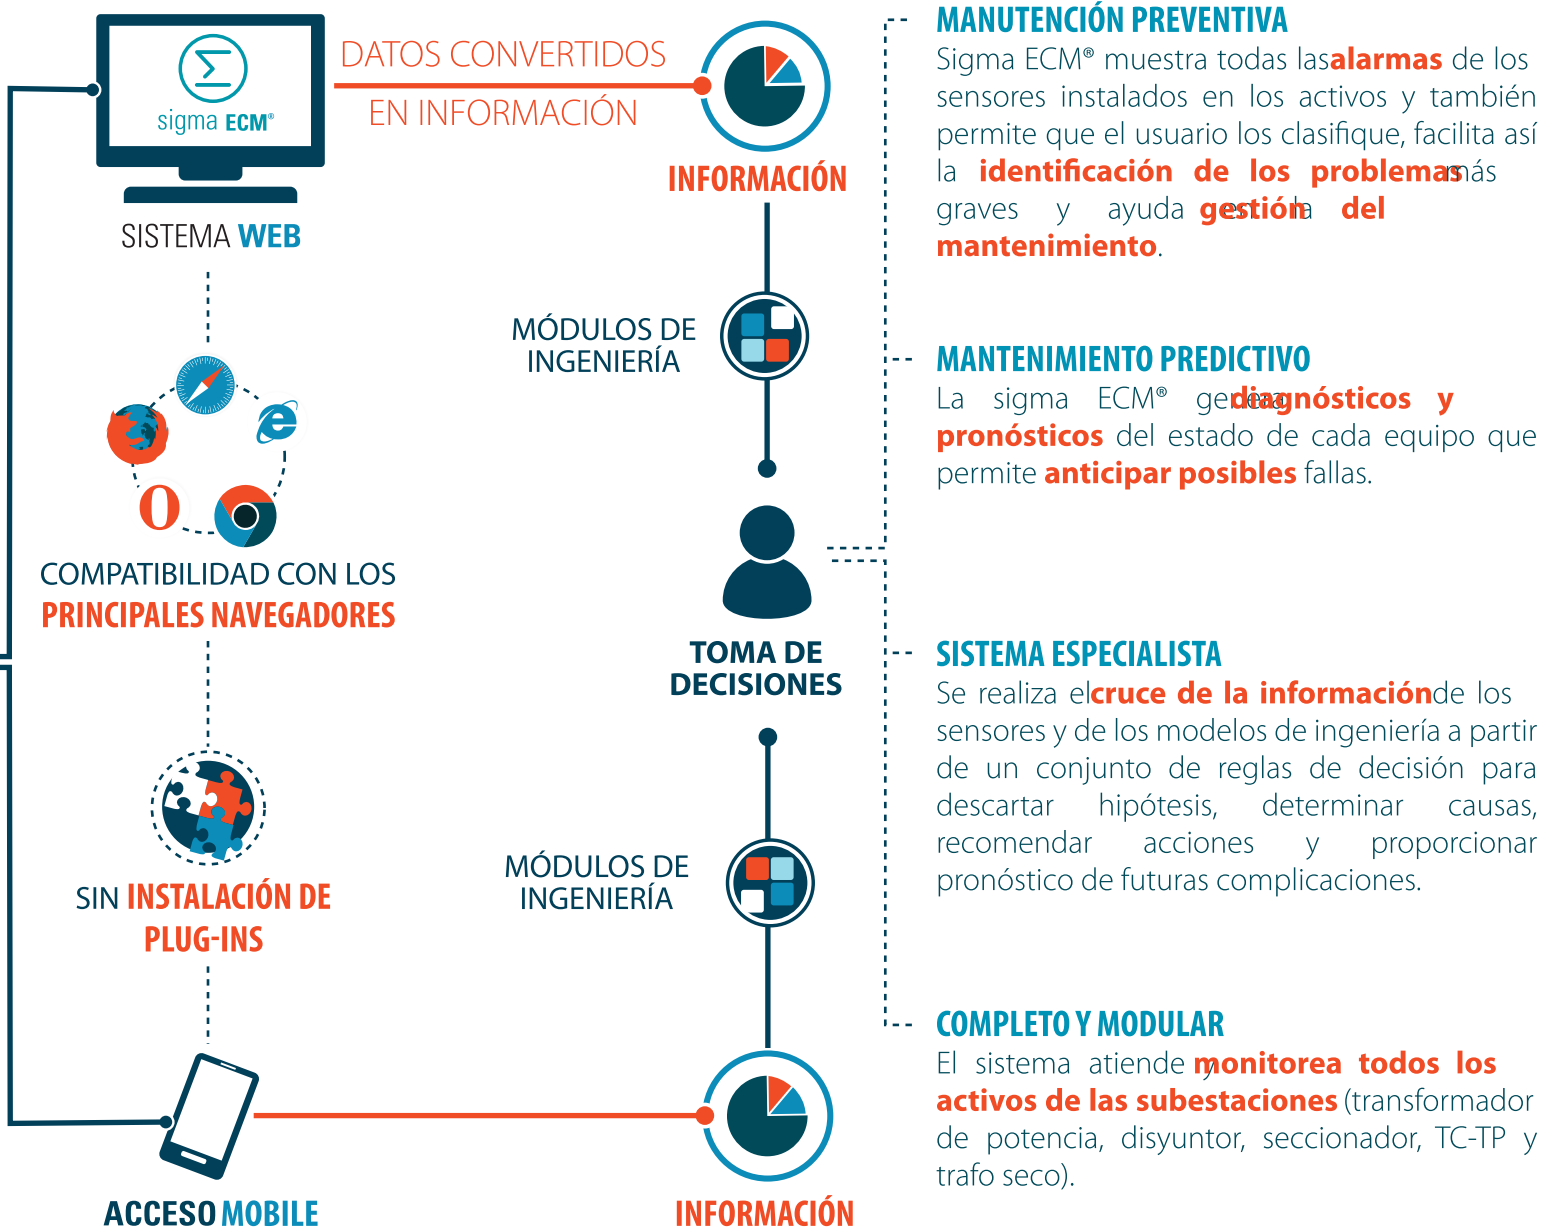 sigma ECM®
SISTEMA WEB
DATOS CONVERTIDOS
EN INFORMACIÓN
INFORMACIÓN
MÓDULOS DE
INGENIERÍA
COMPATIBILIDAD CON LOS
PRINCIPALES NAVEGADORES
TOMA DE
DECISIONES
SIN INSTALACIÓN DE
PLUG-INS
MÓDULOS DE
INGENIERÍA
ACCESO MOBILE
INFORMACIÓN
MANUTENCIÓN PREVENTIVA
Sigma ECM® muestra todas las alarmas de los
sensores instalados en los activos y también
permite que el usuario los clasifique, facilita así
la identificación de los problemas más
graves y ayuda en la gestión del
mantenimiento.
MANTENIMIENTO PREDICTIVO
La sigma ECM® genera diagnósticos y
pronósticos del estado de cada equipo que
permite anticipar posibles fallas.
SISTEMA ESPECIALISTA
Se realiza el cruce de la información de los
sensores y de los modelos de ingeniería a partir
de un conjunto de reglas de decisión para
descartar hipótesis, determinar causas,
recomendar acciones y proporcionar
pronóstico de futuras complicaciones.
COMPLETO Y MODULAR
El sistema atiende y monitorea todos los
activos de las subestaciones (transformador
de potencia, disyuntor, seccionador, TC-TP y
trafo seco).